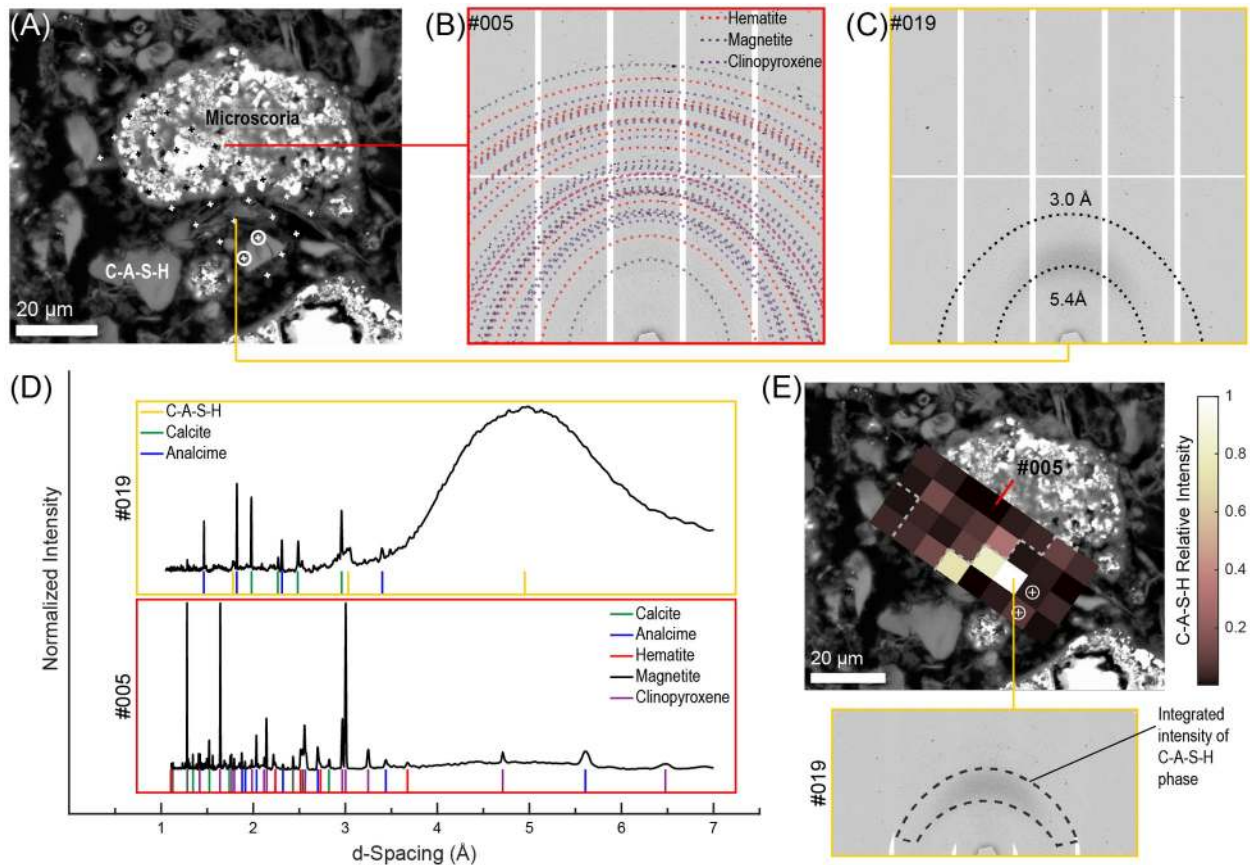 (A)
Microscoria
C-A-S-H
20 µm
(B)
#005
Hematite
Magnetite
Clinopyroxene
(C)
#019
3.0 Å
5.4Å
(D)
C-A-S-H
Calcite
Analcime
#019
Normalized Intensity
Calcite
Analcime
Hematite
Magnetite
Clinopyroxene
#005
1 2 3 4 5 6 7
d-Spacing (Å)
(E)
#005
20 µm
1
0.8
0.6
0.4
0.2
C-A-S-H Relative Intensity
#019
Integrated
intensity of
C-A-S-H
phase